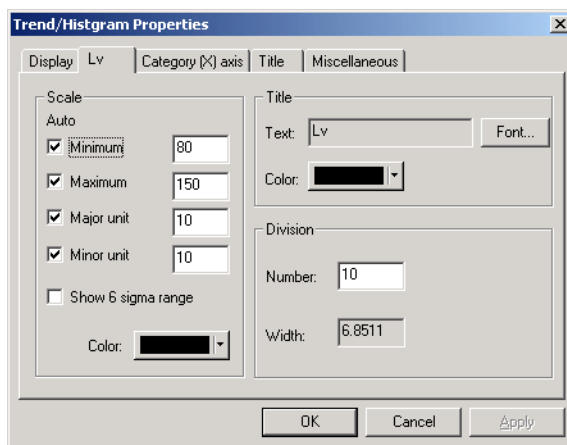 Trend/Histgram Properties
Display Lv Category (X) axis Title Miscellaneous
Scale
Auto
Minimum 80
Maximum 150
Major unit 10
Minor unit 10
Show 6 sigma range
Color:
Title
Text: Lv Font...
Color:
Division
Number: 10
Width: 6.8511
OK Cancel Apply